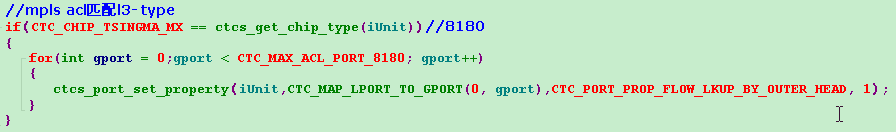 //mpls acl匹配l3-type
if(CTC_CHIP_TSINGMA_MX == ctcs_get_chip_type(iUnit))//8180
{
for(int gport = 0;gport < CTC_MAX_ACL_PORT_8180; gport++)
{
ctcs_port_set_property(iUnit,CTC_MAP_LPORT_TO_GPORT(0, gport),CTC_PORT_PROP_FLOW_LKUP_BY_OUTER_HEAD, 1);
}
}